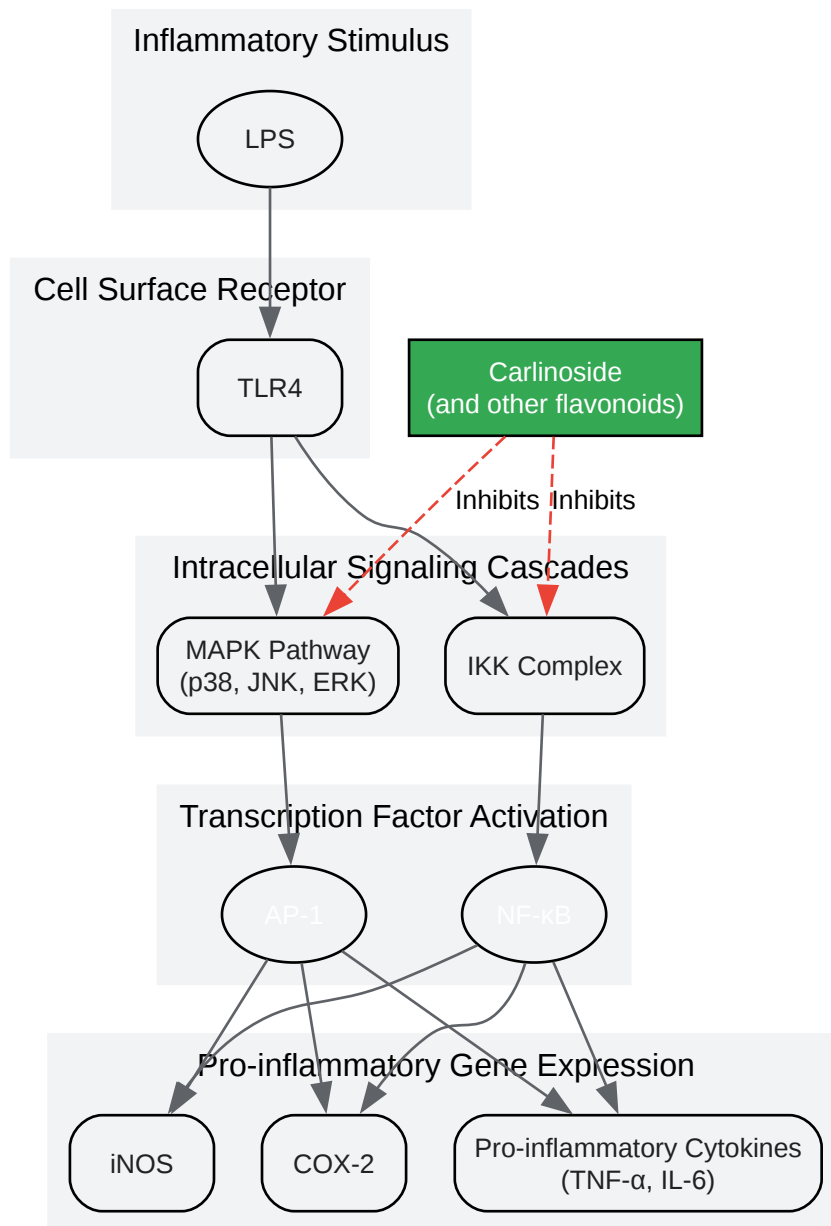 Inflammatory Stimulus
LPS
Cell Surface Receptor
TLR4
Carlinoside
(and other flavonoids)
Inhibits
Inhibits
Intracellular Signaling Cascades
MAPK Pathway
(p38, JNK, ERK)
IKK Complex
Transcription Factor Activation
AP-1
NF-κB
Pro-inflammatory Gene Expression
iNOS
COX-2
Pro-inflammatory Cytokines
(TNF-α, IL-6)